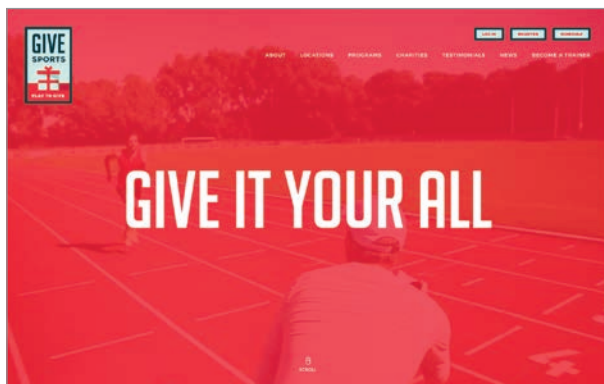 GIVE
SPORTS
PLAY TO GIVE
LOG IN REGISTER SCHEDULE
ABOUT LOCATIONS PROGRAMS CHARITIES TESTIMONIALS NEWS BECOME A TRAINER
GIVE IT YOUR ALL
SCROLL